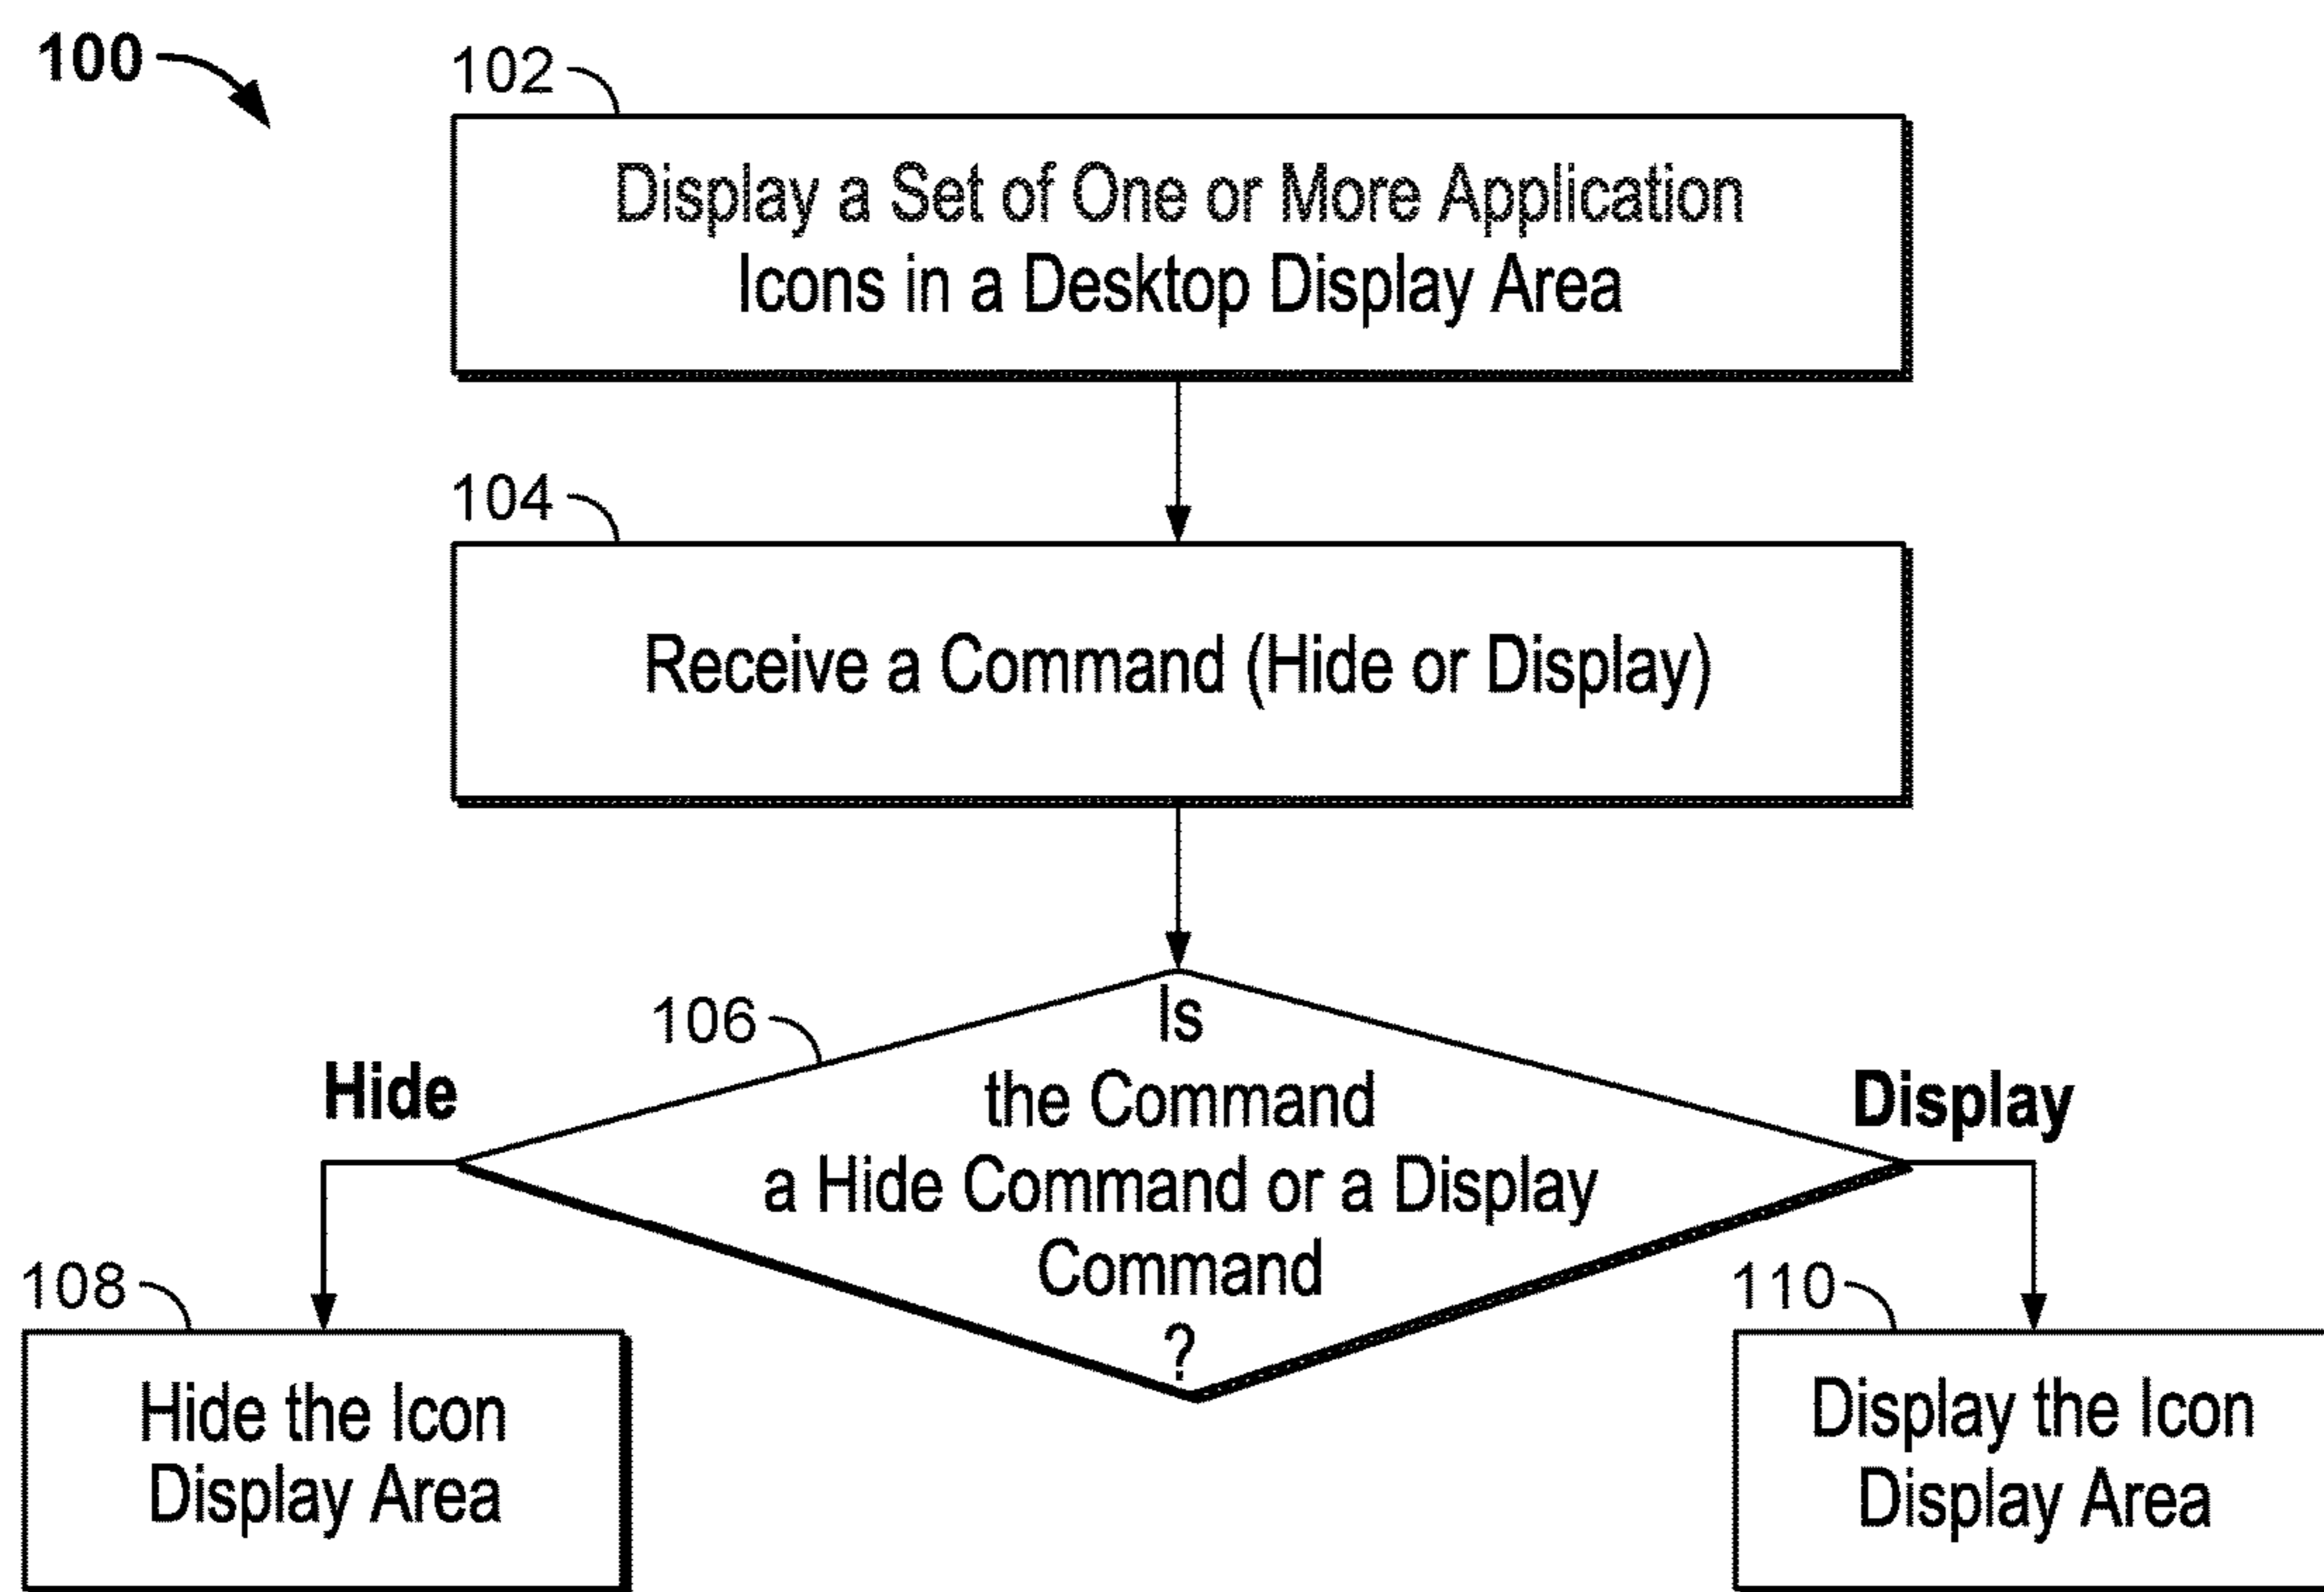 100
102
Display a Set of One or More Application
Icons in a Desktop Display Area
104
Receive a Command (Hide or Display)
106
Is
the Command
a Hide Command or a Display
Command
?
Hide
Display
108
Hide the Icon
Display Area
110
Display the Icon
Display Area